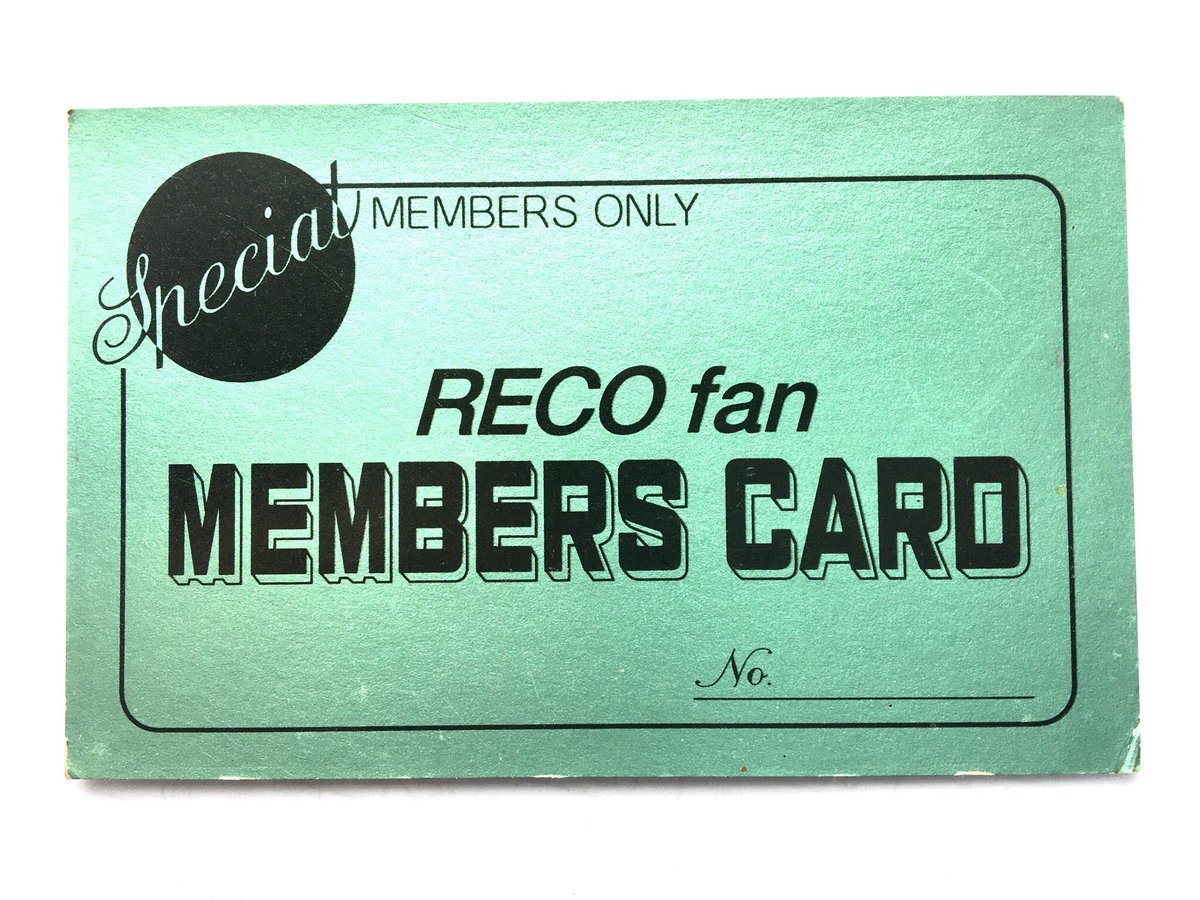 Special MEMBERS ONLY
RECO fan
MEMBERS CARD
No.